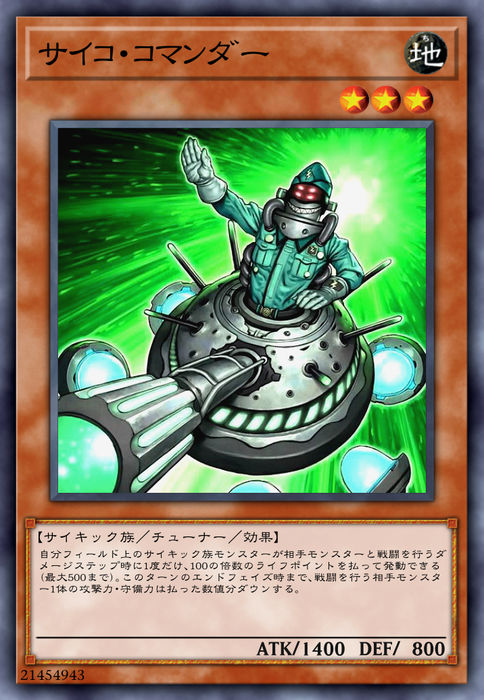 サイコ・コマンダー
地
【サイキック族／チューナー／効果】
自分フィールド上のサイキック族モンスターが相手モンスターと戦闘を行うダ
メージステップ時に1度だけ、100の倍数のライフポイントを払って発動できる
(最大500まで)。このターンのエンドフェイズ時まで、戦闘を行う相手モンスタ
ー1体の攻撃力・守備力は払った数値分ダウンする。
ATK/1400 DEF/ 800
21454943